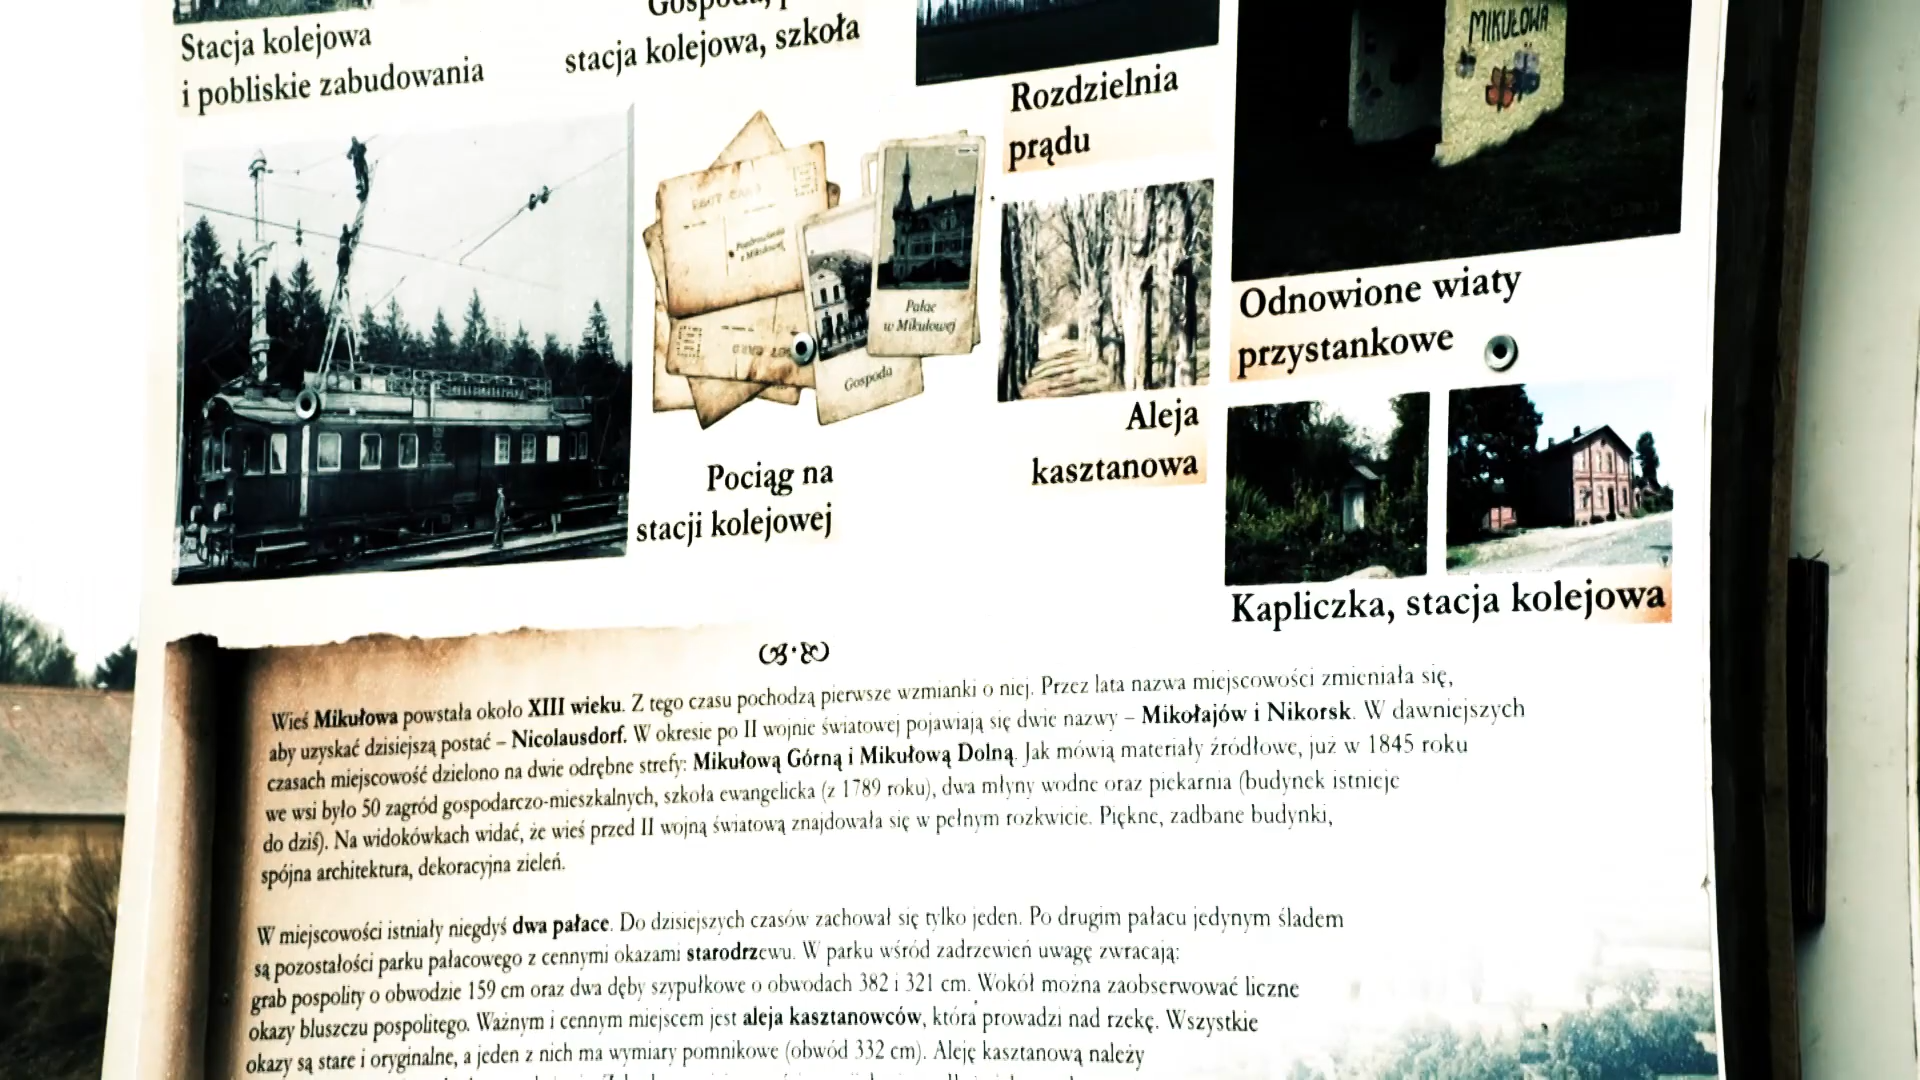 Stacja kolejowa
i pobliskie zabudowania
stacja kolejowa, szkoła
Rozdzielnia
prądu
MIKUŁOWA
Pozdrowienia
z Mikułowej
Pałac
w Mikułowej
Gospoda
Pociąg na
stacji kolejowej
Aleja
kasztanowa
Odnowione wiaty
przystankowe
Kapliczka, stacja kolejowa
Wieś Mikułowa powstała około XIII wieku. Z tego czasu pochodzą pierwsze wzmianki o niej. Przez lata nazwa miejscowości zmieniała się,
aby uzyskać dzisiejszą postać – Nicolausdorf. W okresie po II wojnie światowej pojawiają się dwie nazwy – Mikołajów i Nikorsk. W dawniejszych
czasach miejscowość dzielono na dwie odrębne strefy: Mikułową Górną i Mikułową Dolną. Jak mówią materiały źródłowe, już w 1845 roku
we wsi było 50 zagród gospodarczo-mieszkalnych, szkoła ewangelicka (z 1789 roku), dwa młyny wodne oraz piekarnia (budynek istnieje
do dziś). Na widokówkach widać, że wieś przed II wojną światową znajdowała się w pełnym rozkwicie. Piękne, zadbane budynki,
spójna architektura, dekoracyjna zieleń.
W miejscowości istniały niegdyś dwa pałace. Do dzisiejszych czasów zachował się tylko jeden. Po drugim pałacu jedynym śladem
są pozostałości parku pałacowego z cennymi okazami starodrzewu. W parku wśród zadrzewień uwagę zwracają:
grab pospolity o obwodzie 159 cm oraz dwa dęby szypułkowe o obwodach 382 i 321 cm. Wokół można zaobserwować liczne
okazy bluszczu pospolitego. Ważnym i cennym miejscem jest aleja kasztanowców, która prowadzi nad rzekę. Wszystkie
okazy są stare i oryginalne, a jeden z nich ma wymiary pomnikowe (obwód 332 cm). Aleję kasztanową należy